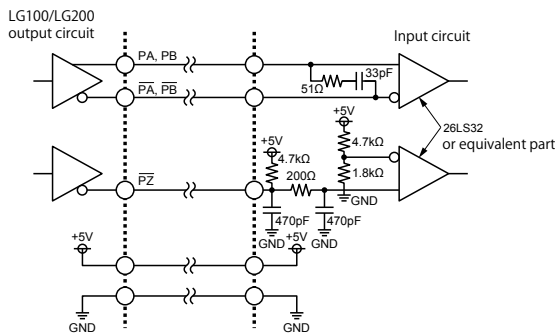 LG100/LG200
output circuit
Input circuit
PA, PB
PA, PB
33pF
51Ω
26LS32
or equivalent part
+5V
4.7kΩ
1.8kΩ
GND
+5V
4.7kΩ
200Ω
PZ
470pF
470pF
GND
GND
+5V
+5V
GND
GND